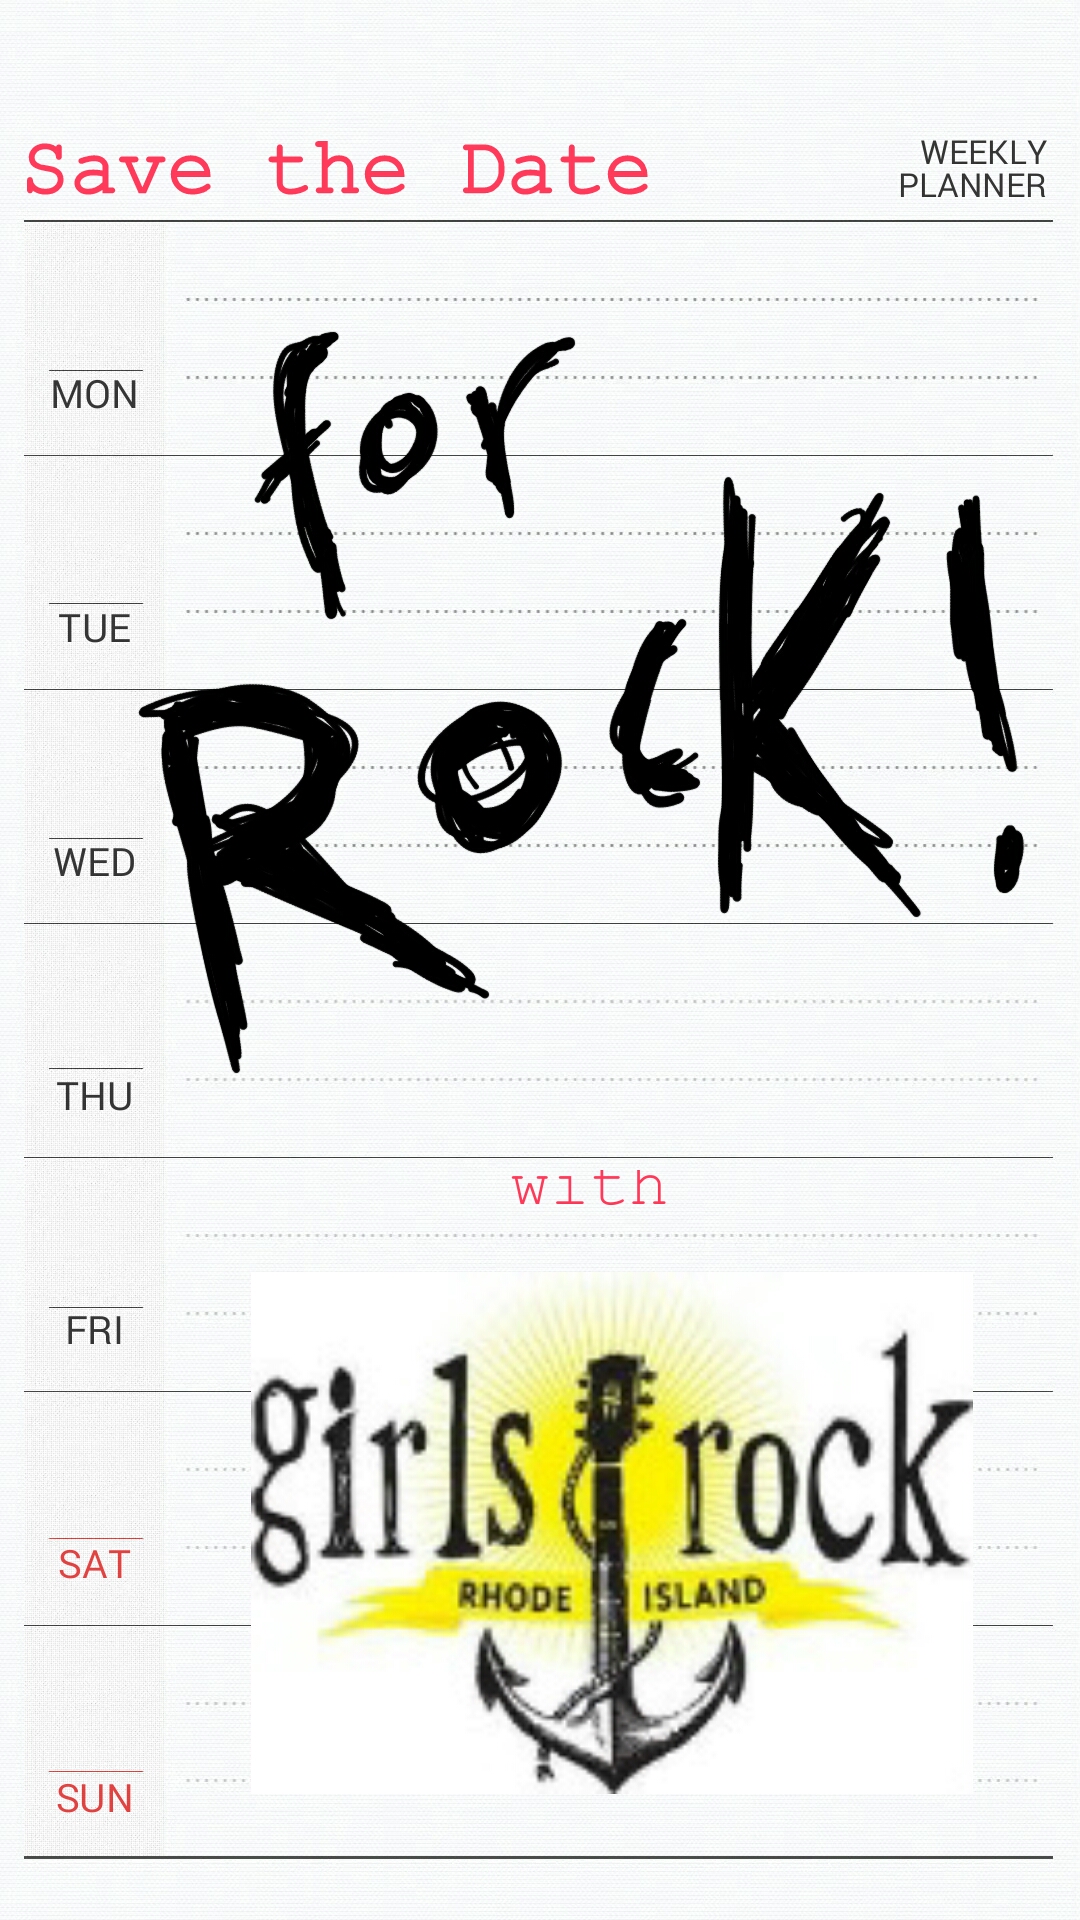 Save the Date
WEEKLY
PLANNER
for
MON
TUE
Rock!
WED
THU
with
FRI
girls rock
SAT
RHODE ISLAND
SUN